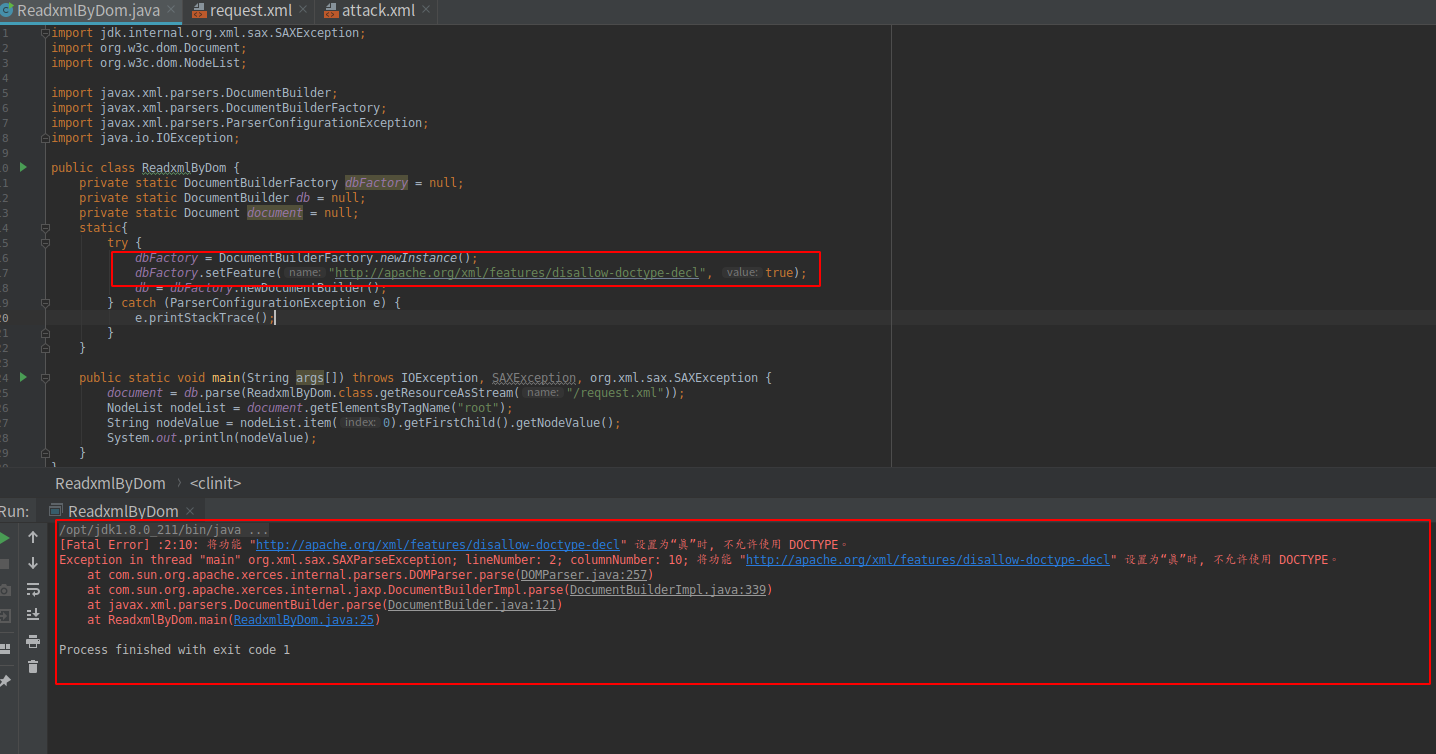 ReadxmlByDom.java × request.xml × attack.xml ×
1 import jdk.internal.org.xml.sax.SAXException;
2 import org.w3c.dom.Document;
3 import org.w3c.dom.NodeList;
4
5 import javax.xml.parsers.DocumentBuilder;
6 import javax.xml.parsers.DocumentBuilderFactory;
7 import javax.xml.parsers.ParserConfigurationException;
8 import java.io.IOException;
9
0 public class ReadxmlByDom {
1 private static DocumentBuilderFactory dbFactory = null;
2 private static DocumentBuilder db = null;
3 private static Document document = null;
4 static{
5 try {
6 dbFactory = DocumentBuilderFactory.newInstance();
7 dbFactory.setFeature( name: "http://apache.org/xml/features/disallow-doctype-decl", value: true);
8 db = dbFactory.newDocumentBuilder();
9 } catch (ParserConfigurationException e) {
20 e.printStackTrace();
21 }
22 }
23
24 public static void main(String args[]) throws IOException, SAXException, org.xml.sax.SAXException {
25 document = db.parse(ReadxmlByDom.class.getResourceAsStream( name: "/request.xml"));
26 NodeList nodeList = document.getElementsByTagName("root");
27 String nodeValue = nodeList.item( index: 0).getFirstChild().getNodeValue();
28 System.out.println(nodeValue);
29 }
}
ReadxmlByDom › <clinit>
Run: ReadxmlByDom ×
/opt/jdk1.8.0_211/bin/java ...
[Fatal Error] :2:10: 将功能 "http://apache.org/xml/features/disallow-doctype-decl" 设置为“真”时, 不允许使用 DOCTYPE。
Exception in thread "main" org.xml.sax.SAXParseException; lineNumber: 2; columnNumber: 10; 将功能 "http://apache.org/xml/features/disallow-doctype-decl" 设置为“真”时, 不允许使用 DOCTYPE。
at com.sun.org.apache.xerces.internal.parsers.DOMParser.parse(DOMParser.java:257)
at com.sun.org.apache.xerces.internal.jaxp.DocumentBuilderImpl.parse(DocumentBuilderImpl.java:339)
at javax.xml.parsers.DocumentBuilder.parse(DocumentBuilder.java:121)
at ReadxmlByDom.main(ReadxmlByDom.java:25)
Process finished with exit code 1